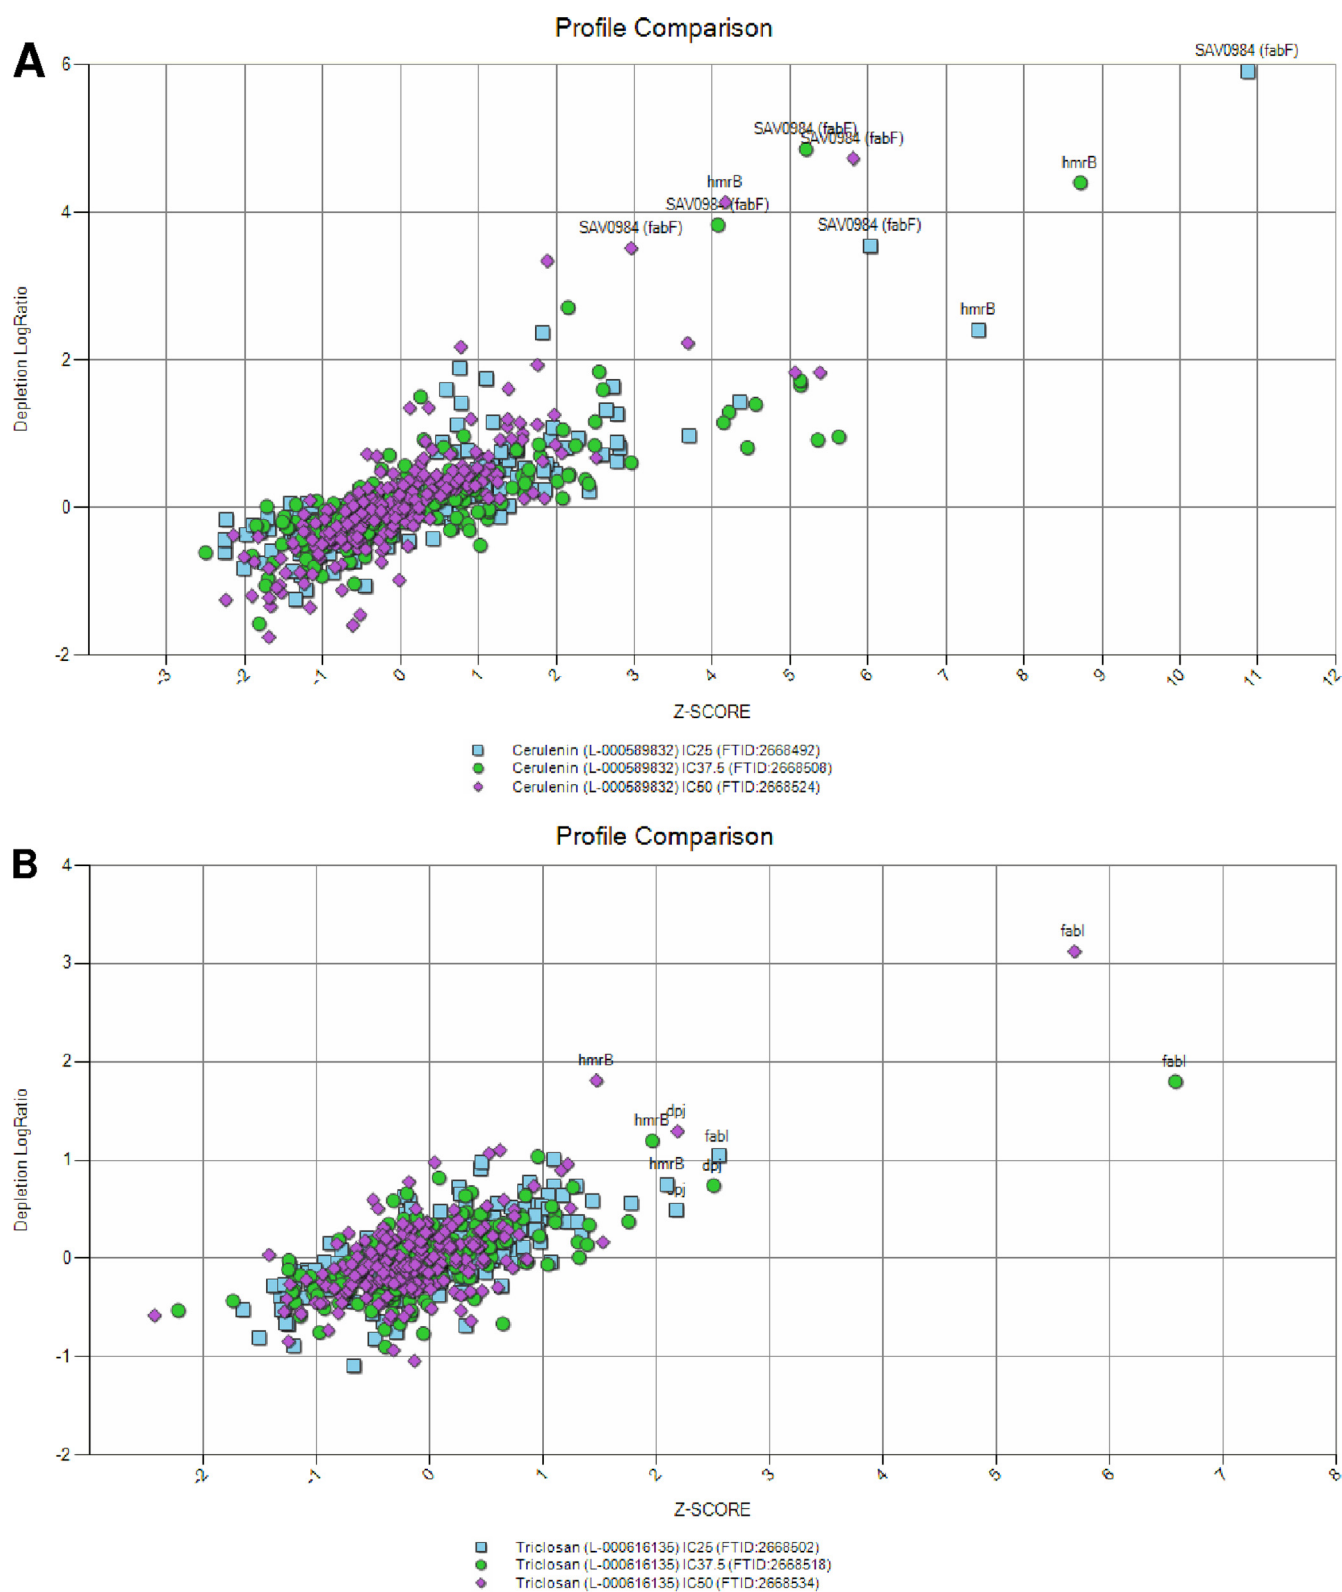 Profile Comparison
A
SAV0984 (fabF)
6
SAV0984 (fabF)
SAV0984 (fabF)
hmrB
hmrB
SAV0984 (fabF)
4
SAV0984 (fabF)
SAV0984 (fabF)
hmrB
2
Depletion LogRatio
0
-2
-3 -2 -1 0 1 2 3 4 5 6 7 8 9 10 11 12
Z-SCORE
Cerulenin (L-000589832) IC25 (FTID:2668492)
Cerulenin (L-000589832) IC37.5 (FTID:2668508)
Cerulenin (L-000589832) IC50 (FTID:2668524)
Profile Comparison
B
4
fabI
3
2
hmrB
fabI
dpj
hmrB
fabI
1
hmrB
dpj
dpj
Depletion LogRatio
0
-1
-2
-2 -1 0 1 2 3 4 5 6 7 8
Z-SCORE
Triclosan (L-000616135) IC25 (FTID:2668502)
Triclosan (L-000616135) IC37.5 (FTID:2668518)
Triclosan (L-000616135) IC50 (FTID:2668534)